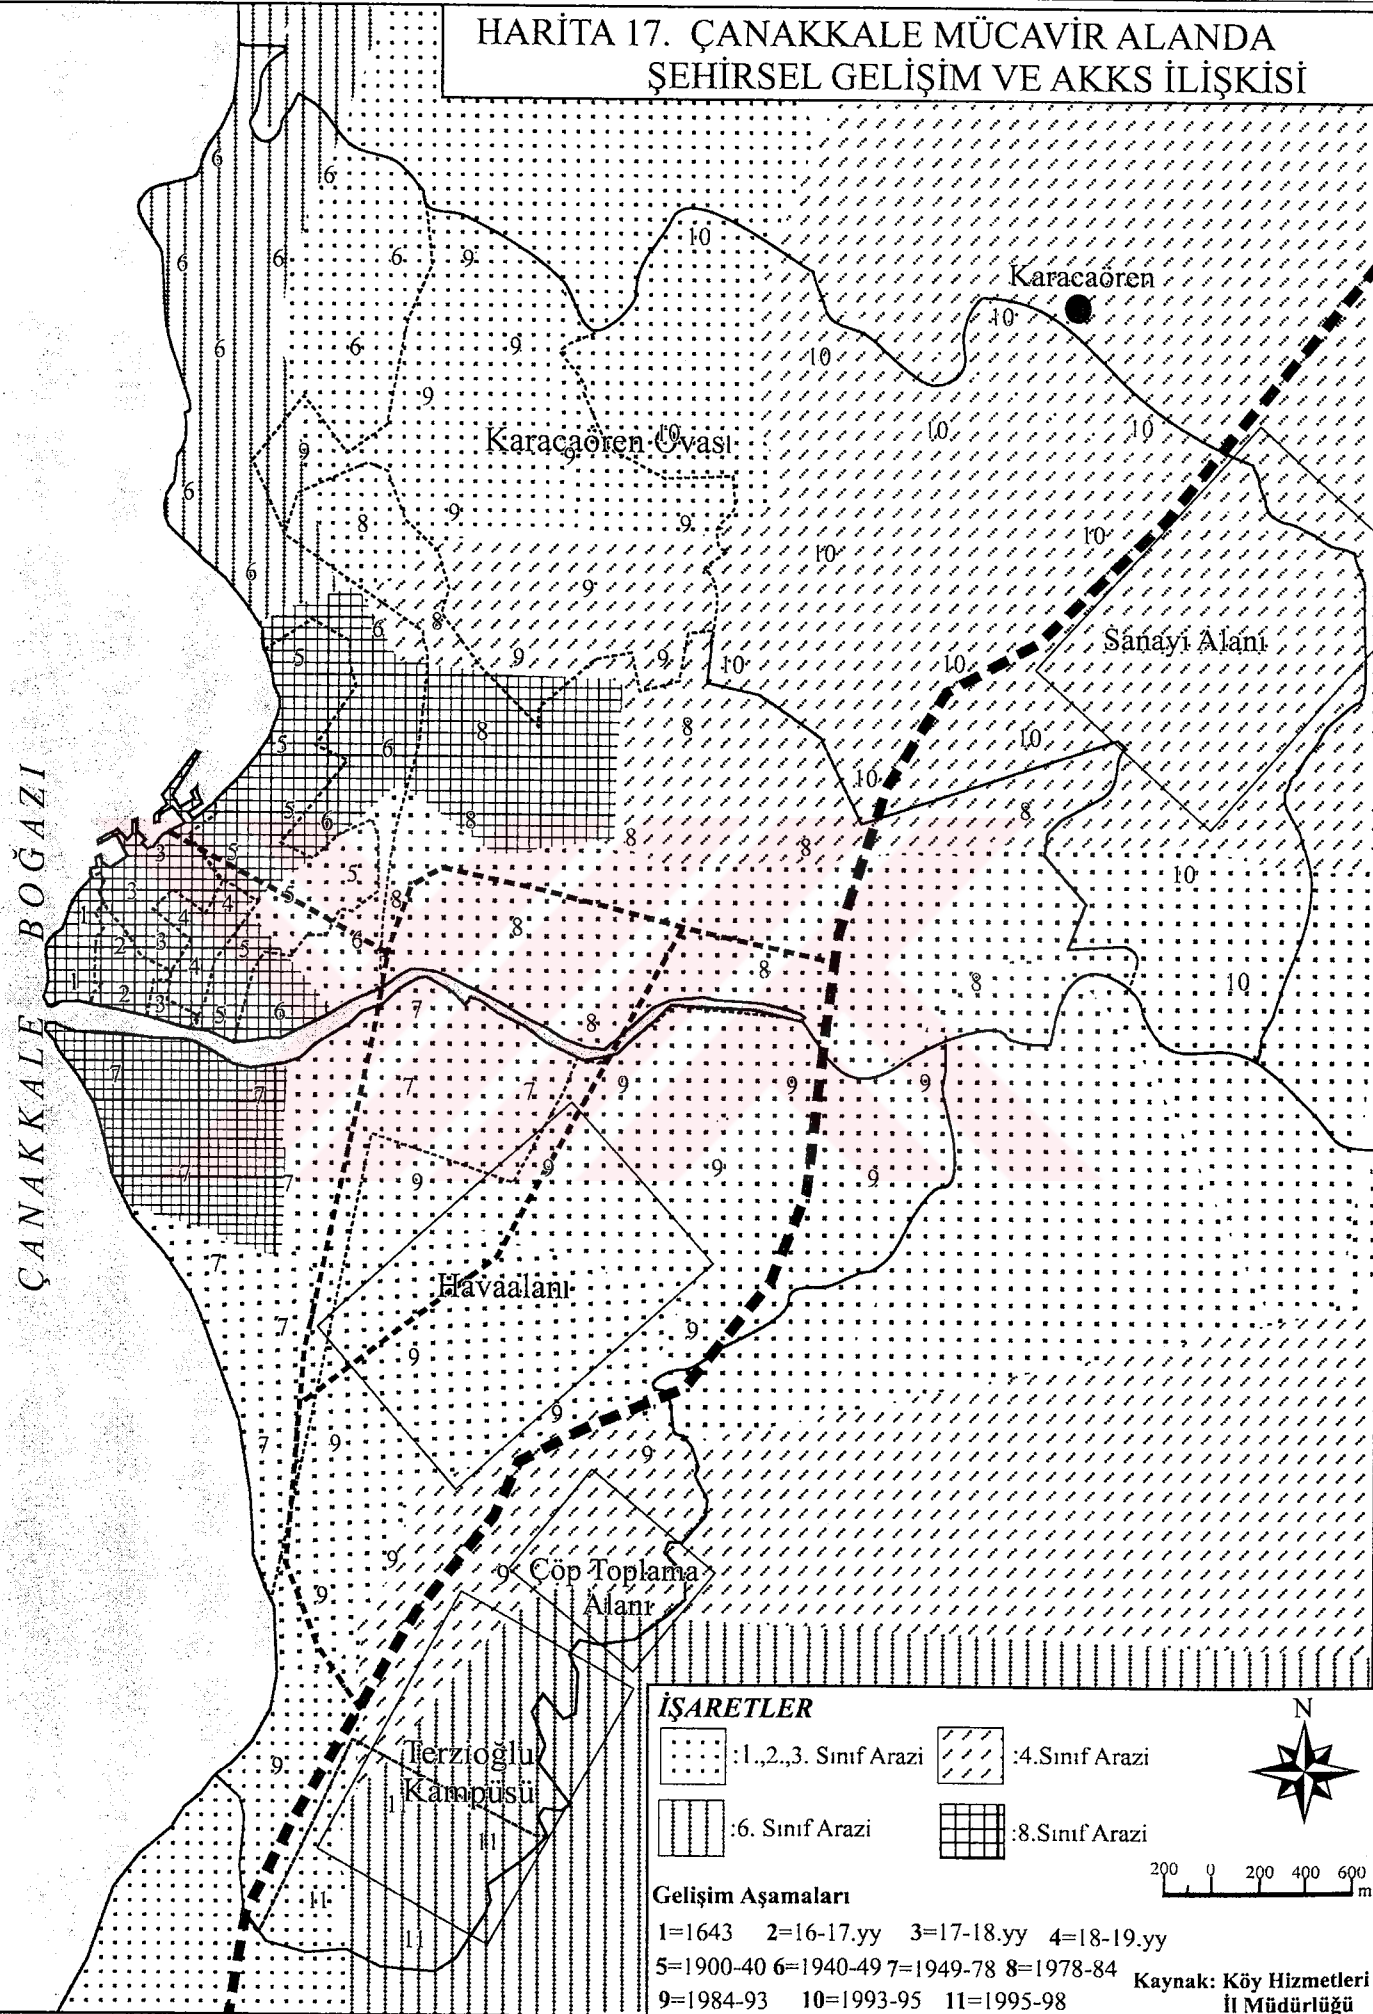 HARİTA 17. ÇANAKKALE MÜCAVİR ALANDA
ŞEHİRSEL GELİŞİM VE AKKS İLİŞKİSİ
Karacaören
Karacaören Ovası
Sanayi Alanı
ÇANAKKALE BOĞAZI
Havaalanı
Çöp Toplama
Alanı
Terzioğlu
Kampüsü
İŞARETLER
:1.,2.,3. Sınıf Arazi
:4.Sınıf Arazi
:6. Sınıf Arazi
:8.Sınıf Arazi
N
200 0 200 400 600
m
Gelişim Aşamaları
1=1643 2=16-17.yy 3=17-18.yy 4=18-19.yy
5=1900-40 6=1940-49 7=1949-78 8=1978-84
9=1984-93 10=1993-95 11=1995-98
Kaynak: Köy Hizmetleri
İl Müdürlüğü